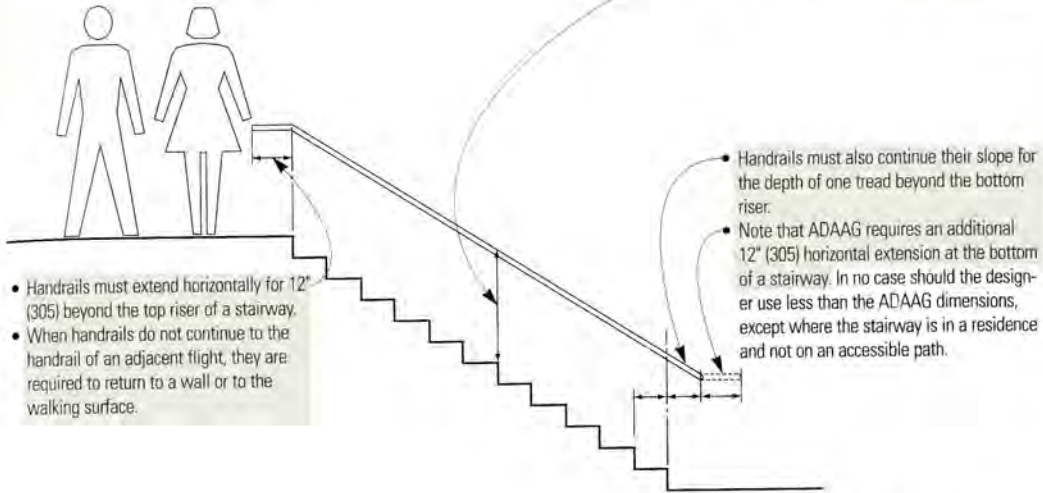 • Handrails must also continue their slope for
the depth of one tread beyond the bottom
riser.
• Note that ADAAG requires an additional
12" (305) horizontal extension at the bottom
of a stairway. In no case should the design-
er use less than the ADAAG dimensions,
except where the stairway is in a residence
and not on an accessible path.
• Handrails must extend horizontally for 12"
(305) beyond the top riser of a stairway.
• When handrails do not continue to the
handrail of an adjacent flight, they are
required to return to a wall or to the
walking surface.